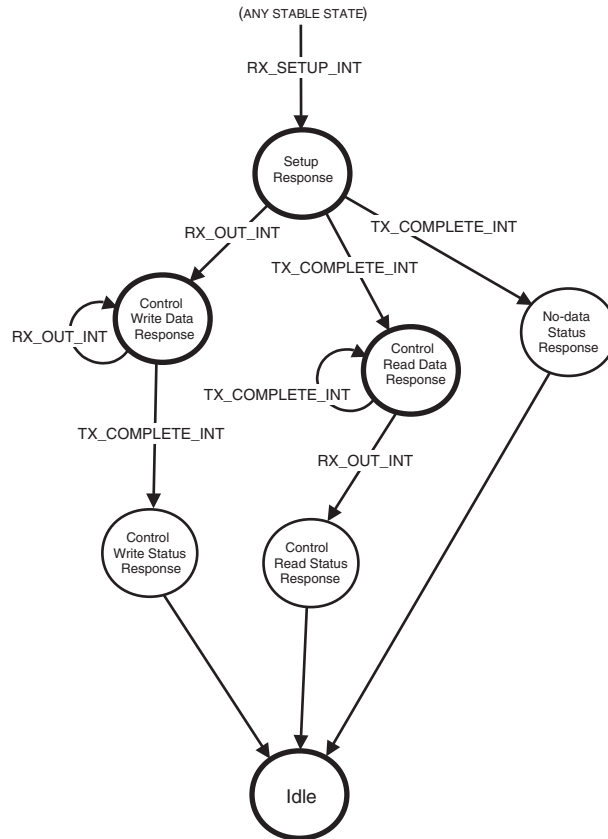 (ANY STABLE STATE)
RX_SETUP_INT
Setup
Response
RX_OUT_INT
TX_COMPLETE_INT
TX_COMPLETE_INT
Control
Write Data
Response
RX_OUT_INT
Control
Read Data
Response
TX_COMPLETE_INT
No-data
Status
Response
TX_COMPLETE_INT
RX_OUT_INT
Control
Write Status
Response
Control
Read Status
Response
Idle